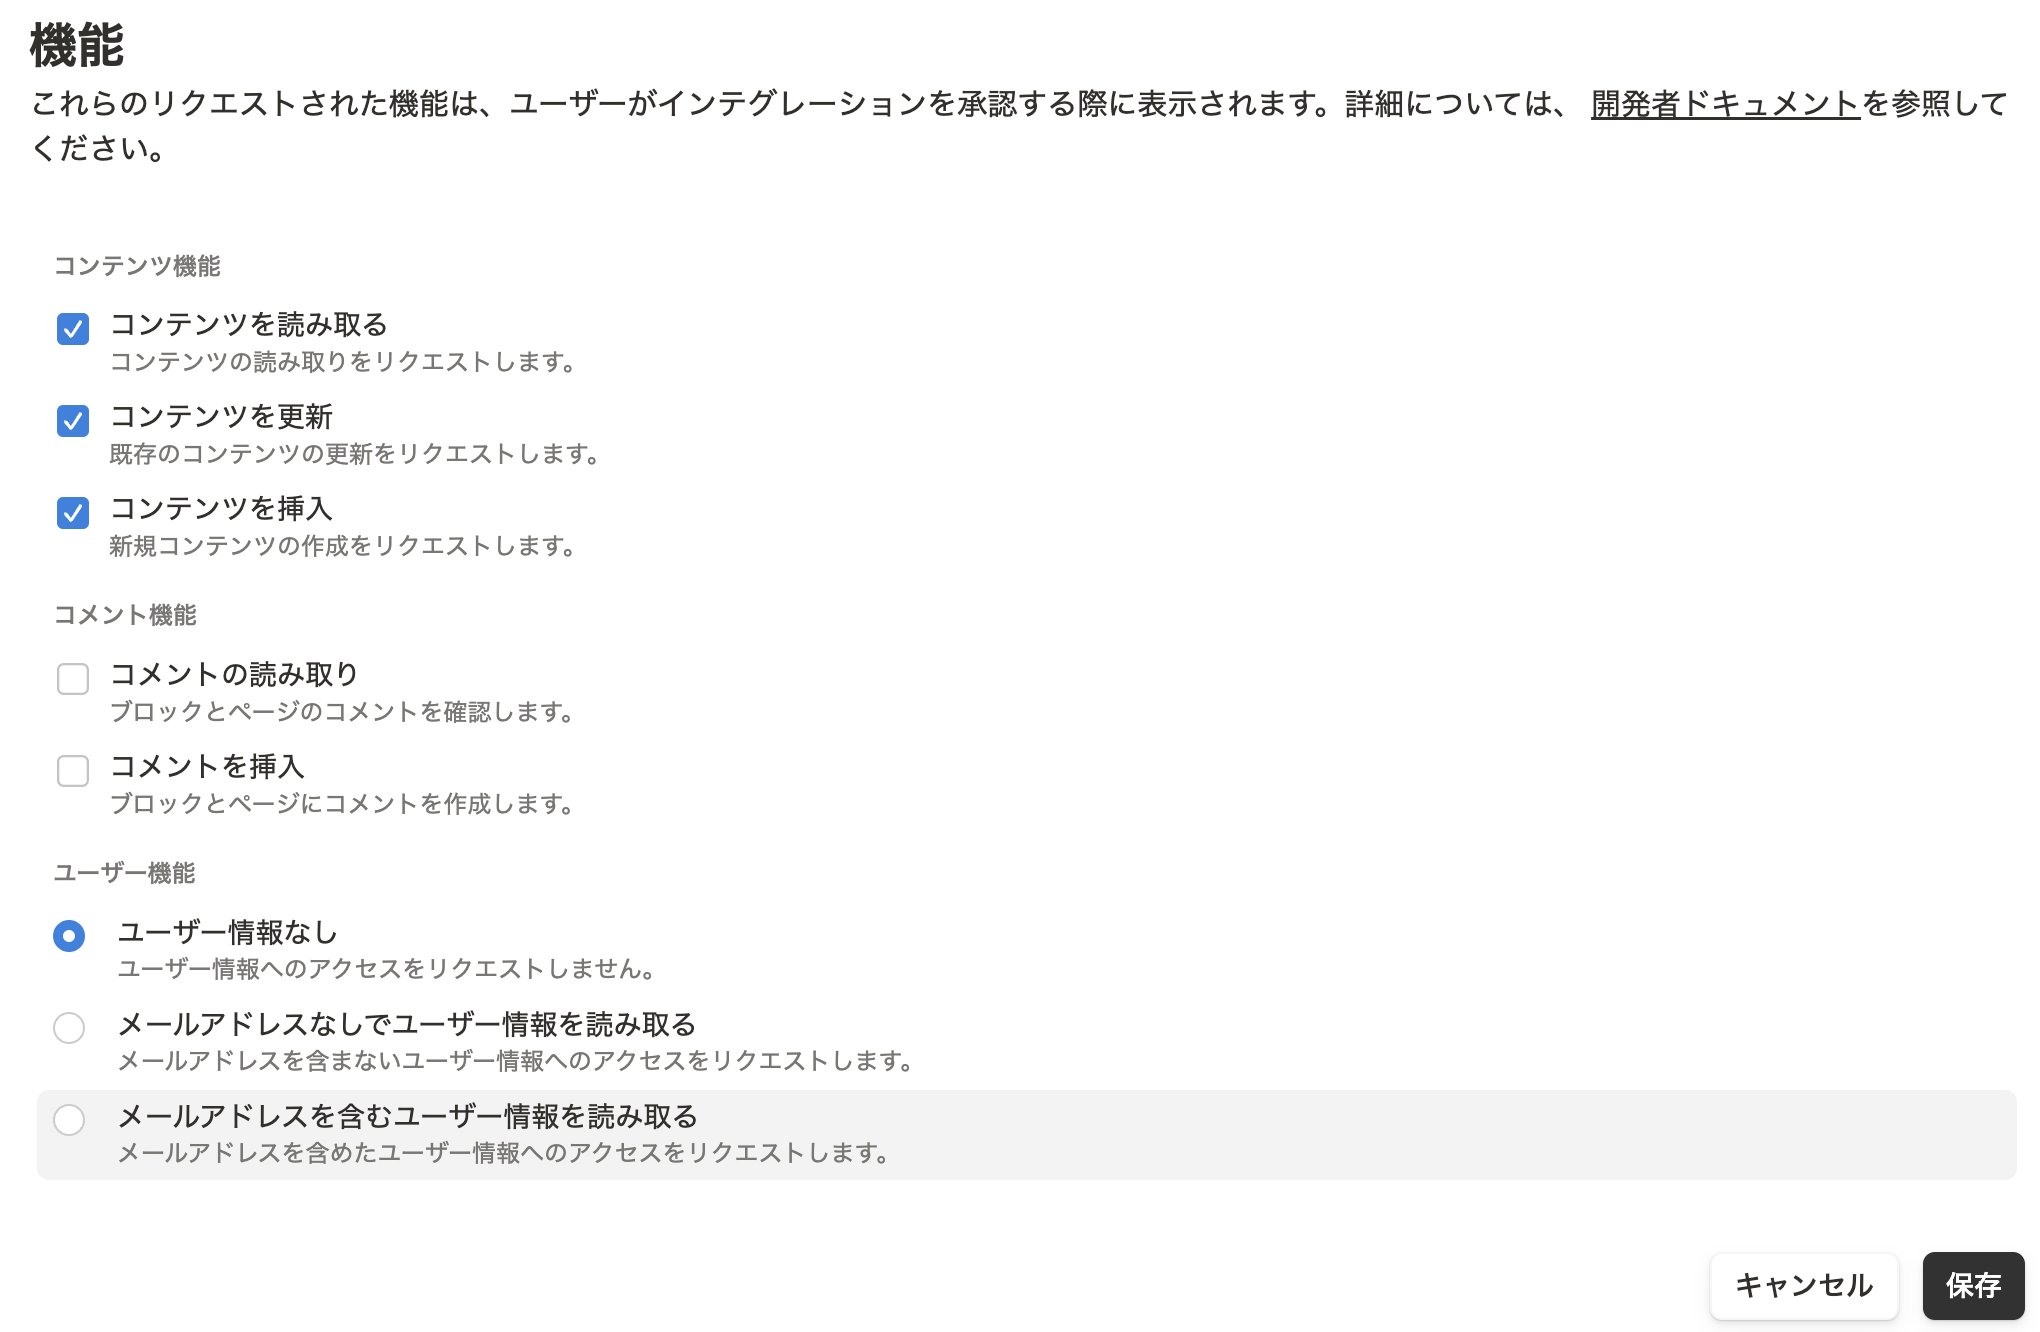 機能
これらのリクエストされた機能は、ユーザーがインテグレーションを承認する際に表示されます。詳細については、 開発者ドキュメントを参照して
ください。
コンテンツ機能
コンテンツを読み取る
コンテンツの読み取りをリクエストします。
コンテンツを更新
既存のコンテンツの更新をリクエストします。
コンテンツを挿入
新規コンテンツの作成をリクエストします。
コメント機能
コメントの読み取り
ブロックとページのコメントを確認します。
コメントを挿入
ブロックとページにコメントを作成します。
ユーザー機能
ユーザー情報なし
ユーザー情報へのアクセスをリクエストしません。
メールアドレスなしでユーザー情報を読み取る
メールアドレスを含まないユーザー情報へのアクセスをリクエストします。
メールアドレスを含むユーザー情報を読み取る
メールアドレスを含めたユーザー情報へのアクセスをリクエストします。
キャンセル 保存